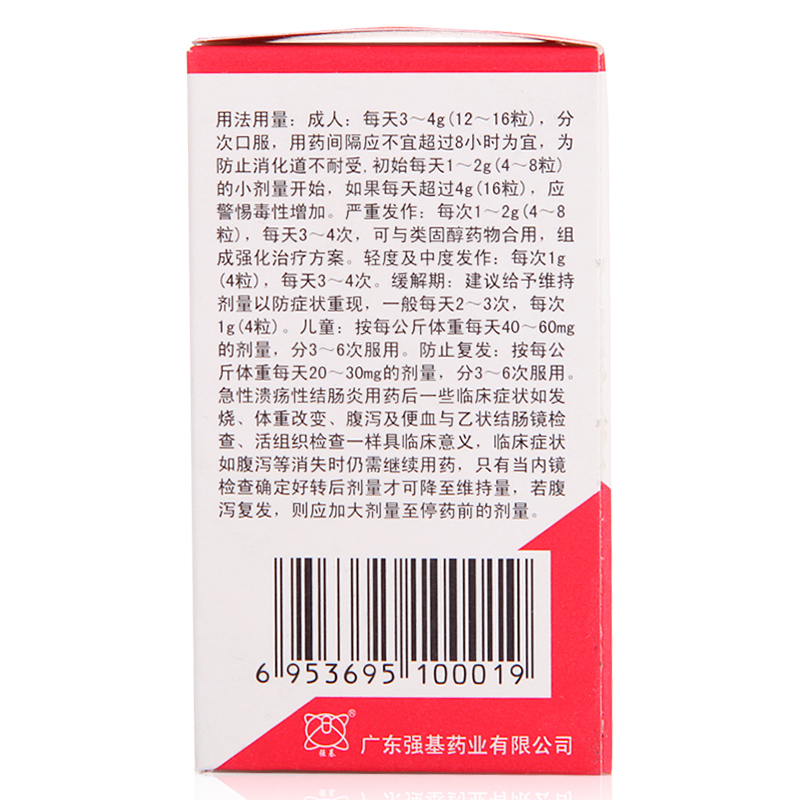 用法用量：成人：每天3～4g(12～16粒)，分
次口服，用药间隔应不宜超过8小时为宜，为
防止消化道不耐受,初始每天1～2g(4～8粒)
的小剂量开始，如果每天超过4g(16粒)，应
警惕毒性增加。严重发作：每次1～2g(4～8
粒)，每天3～4次，可与类固醇药物合用，组
成强化治疗方案。轻度及中度发作：每次1g
(4粒)，每天3～4次。缓解期：建议给予维持
剂量以防症状重现，一般每天2～3次，每次
1g(4粒)。儿童：按每公斤体重每天40～60mg
的剂量，分3～6次服用。防止复发：按每公
斤体重每天20～30mg的剂量，分3～6次服用。
急性溃疡性结肠炎用药后一些临床症状如发
烧、体重改变、腹泻及便血与乙状结肠镜检
查、活组织检查一样具临床意义，临床症状
如腹泻等消失时仍需继续用药，只有当内镜
检查确定好转后剂量才可降至维持量，若腹
泻复发，则应加大剂量至停药前的剂量。
6 953695 100019
强基®
广东强基药业有限公司